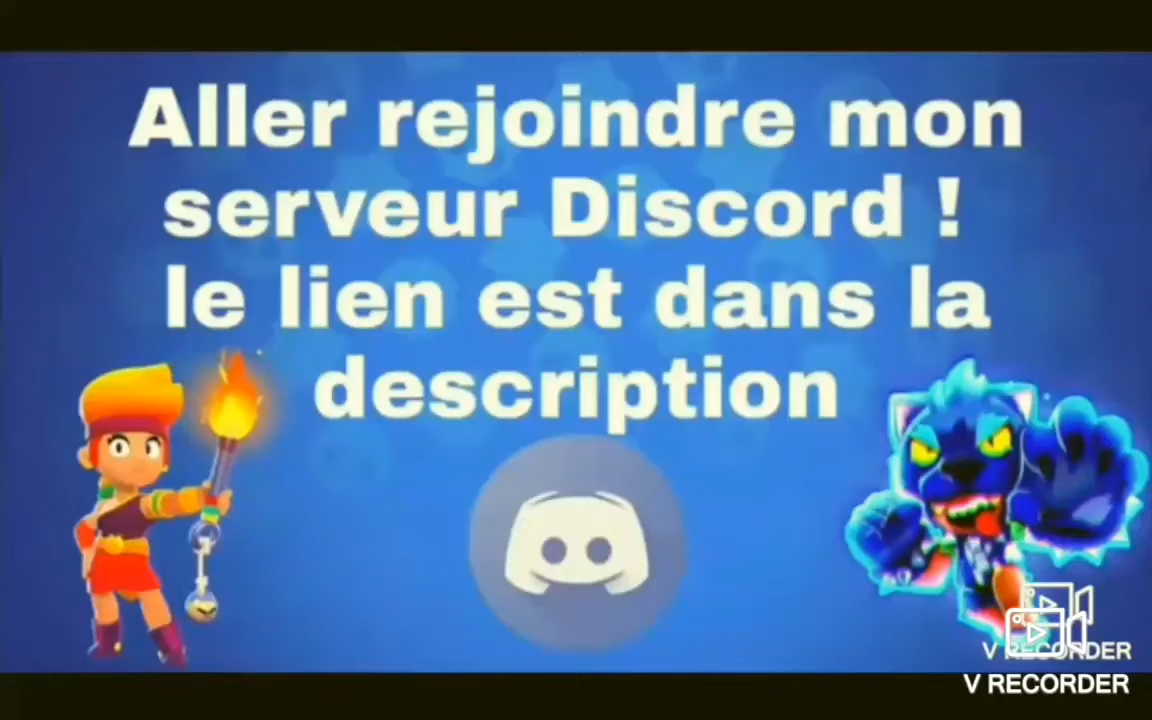 Aller rejoindre mon
serveur Discord !
le lien est dans la
description
V RECORDER
V RECORDER